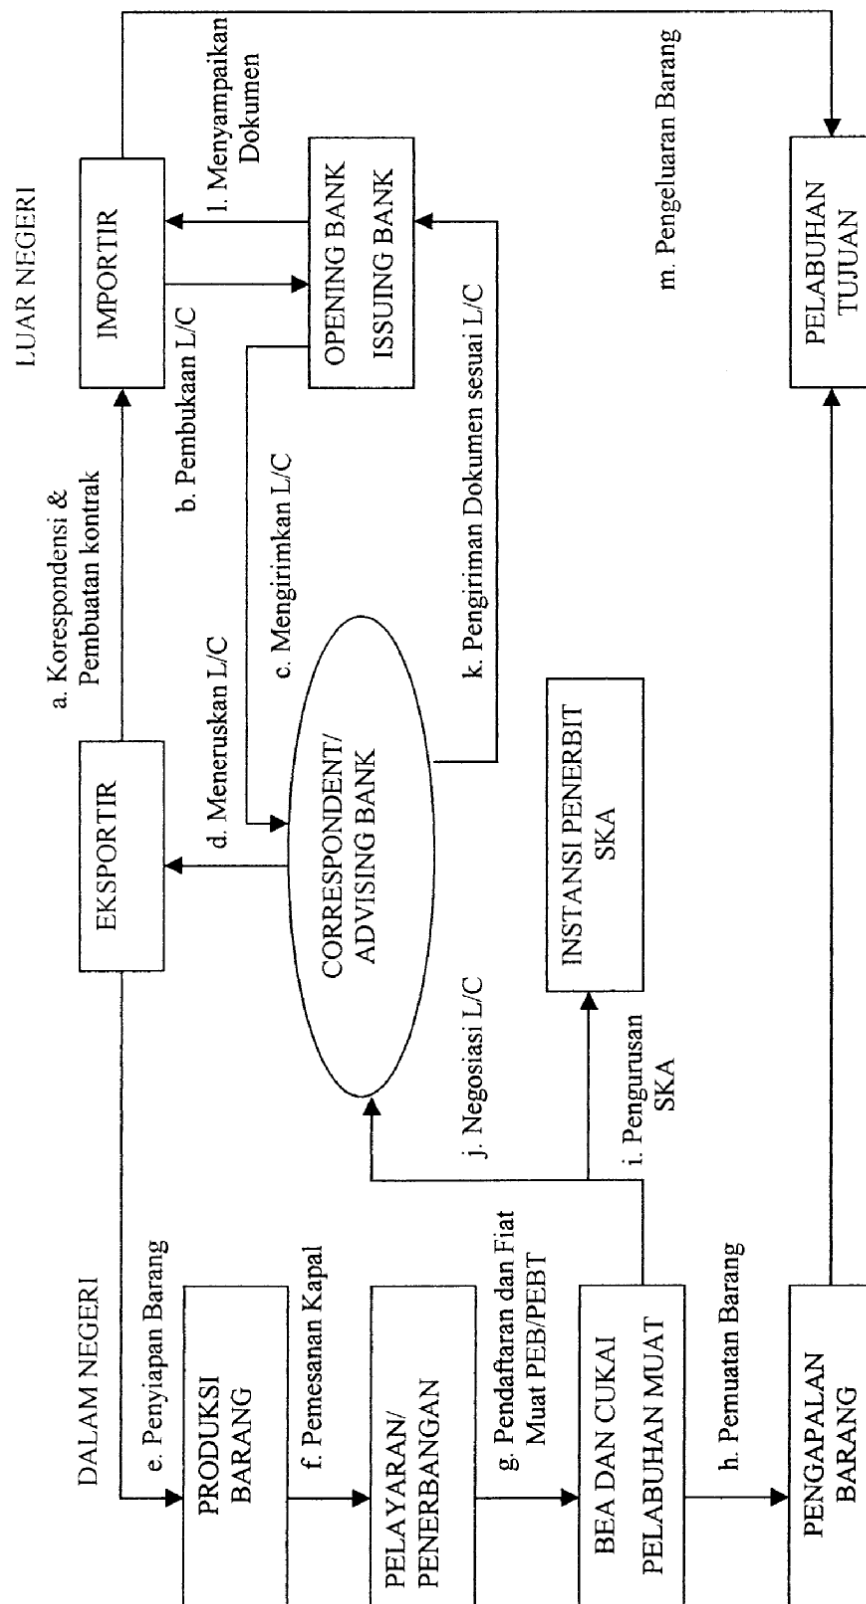 DALAM NEGERI
LUAR NEGERI
EKSPORTIR
a. Korespondensi &
Pembuatan kontrak
IMPORTIR
e. Penyiapan Barang
d. Meneruskan L/C
b. Pembukaan L/C
l. Menyampaikan
Dokumen
PRODUKSI
BARANG
c. Mengirimkan L/C
f. Pemesanan Kapal
CORRESPONDENT/
ADVISING BANK
OPENING BANK
ISSUING BANK
PELAYARAN/
PENERBANGAN
j. Negosiasi L/C
k. Pengiriman Dokumen sesuai L/C
g. Pendaftaran dan Fiat
Muat PEB/PEBT
INSTANSI PENERBIT
SKA
BEA DAN CUKAI
PELABUHAN MUAT
i. Pengurusan
SKA
m. Pengeluaran Barang
h. Pemuatan Barang
PENGAPALAN
BARANG
PELABUHAN
TUJUAN